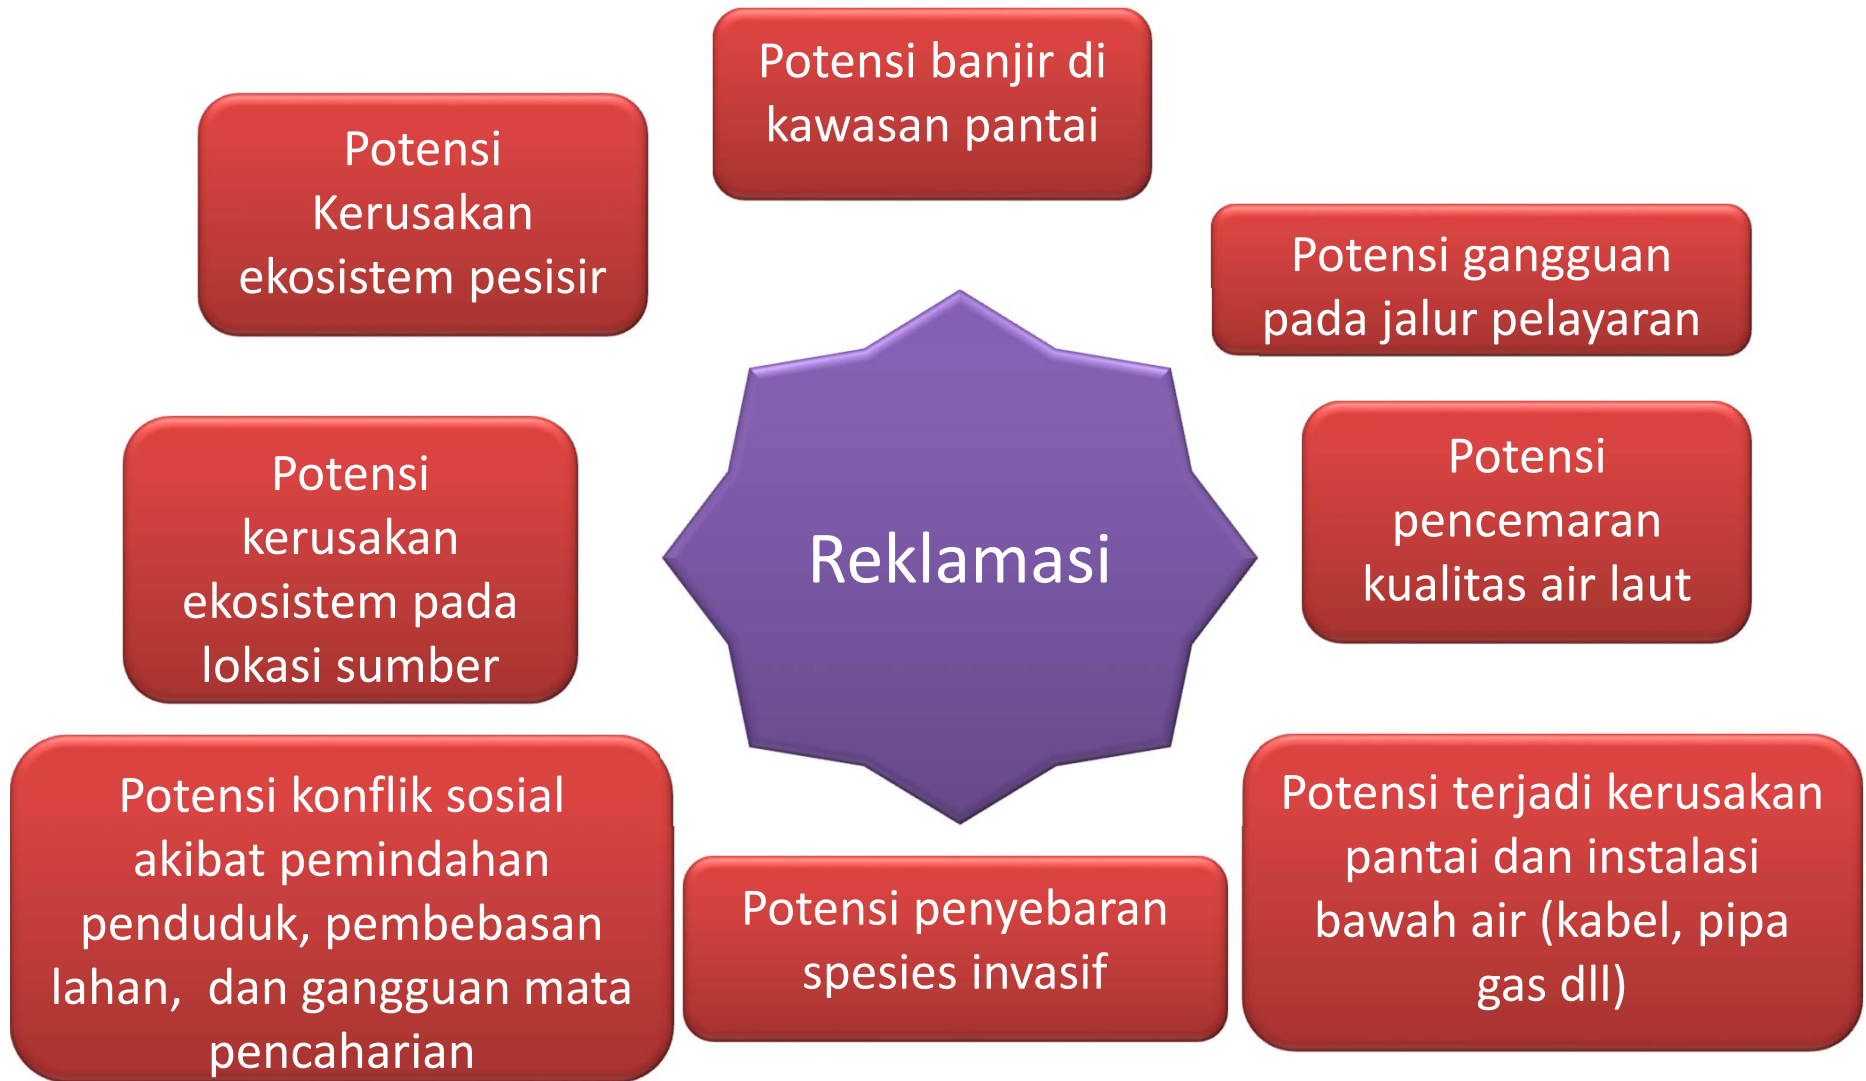 Potensi banjir di
kawasan pantai
Potensi
Kerusakan
ekosistem pesisir
Potensi gangguan
pada jalur pelayaran
Potensi
kerusakan
ekosistem pada
lokasi sumber
Reklamasi
Potensi
pencemaran
kualitas air laut
Potensi konflik sosial
akibat pemindahan
penduduk, pembebasan
lahan,  dan gangguan mata
pencaharian
Potensi penyebaran
spesies invasif
Potensi terjadi kerusakan
pantai dan instalasi
bawah air (kabel, pipa
gas dll)